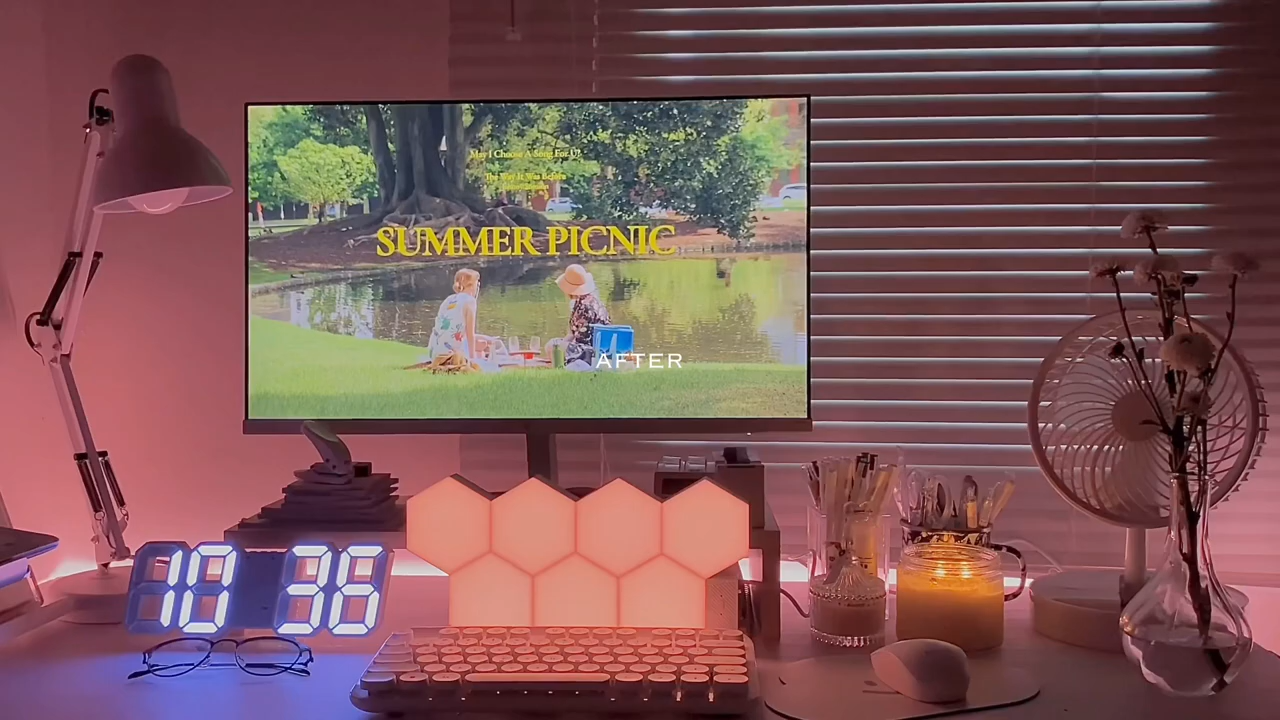 May I Choose A Song For U?
The Way It Was Before
SUMMER PICNIC
AFTER
10 36